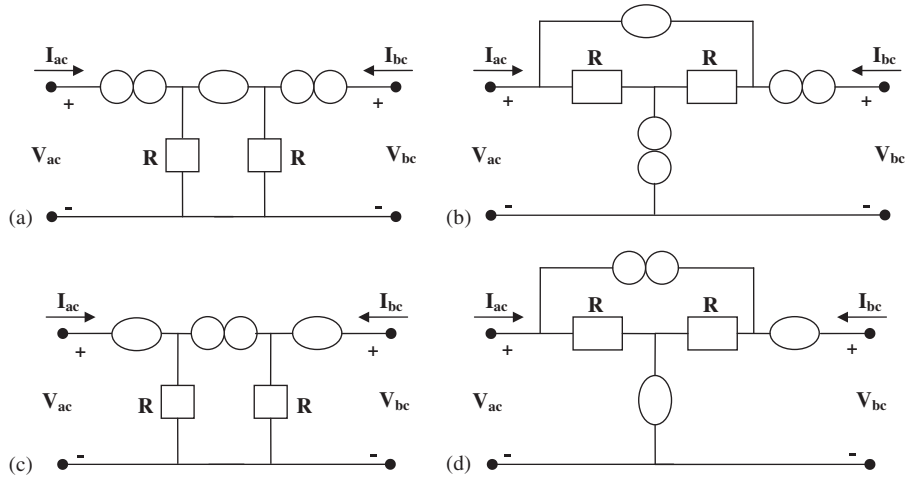 I_ac I_bc
+ +
V_ac R R V_bc
- -
(a)
I_ac R R I_bc
+ +
V_ac V_bc
- -
(b)
I_ac I_bc
+ +
V_ac R R V_bc
- -
(c)
I_ac R R I_bc
+ +
V_ac V_bc
- -
(d)